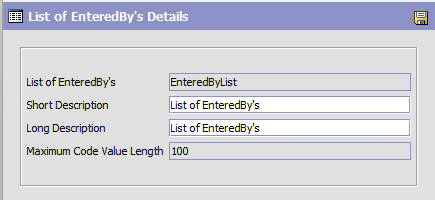 List of EnteredBy's Details
List of EnteredBy's EnteredByList
Short Description List of EnteredBy's
Long Description List of EnteredBy's
Maximum Code Value Length 100